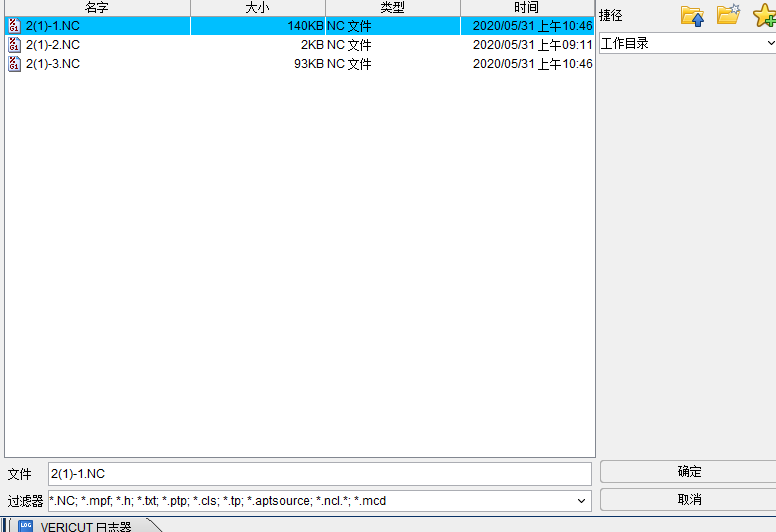 名字 大小 类型 时间 捷径
2(1)-1.NC 140KB NC 文件 2020/05/31 上午10:46
工作目录
2(1)-2.NC 2KB NC 文件 2020/05/31 上午09:11
2(1)-3.NC 93KB NC 文件 2020/05/31 上午10:46
文件 2(1)-1.NC 确定
过滤器 *.NC; *.mpf; *.h; *.txt; *.ptp; *.cls; *.tp; *.aptsource; *.ncl.*; *.mcd 取消
LOG VERICUT 日志器